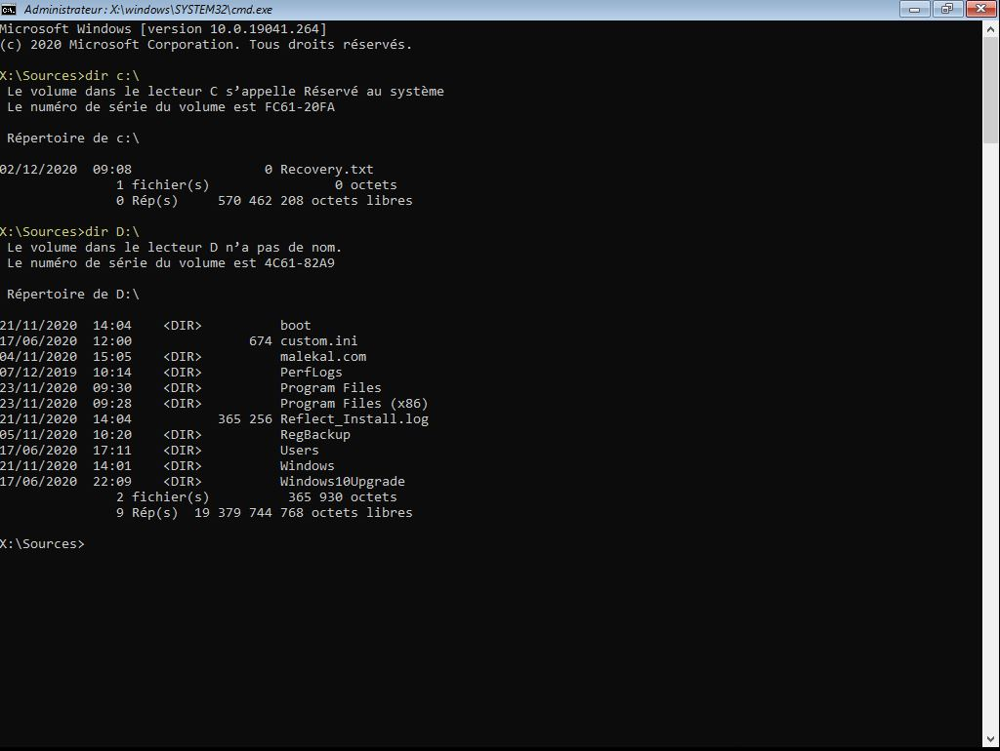 Administrateur : X:\windows\SYSTEM32\cmd.exe
Microsoft Windows [version 10.0.19041.264]
(c) 2020 Microsoft Corporation. Tous droits réservés.
X:\Sources>dir c:\
Le volume dans le lecteur C s’appelle Réservé au système
Le numéro de série du volume est FC61-20FA
Répertoire de c:\
02/12/2020  09:08                 0 Recovery.txt
1 fichier(s)                0 octets
0 Rép(s)     570 462 208 octets libres
X:\Sources>dir D:\
Le volume dans le lecteur D n’a pas de nom.
Le numéro de série du volume est 4C61-82A9
Répertoire de D:\
21/11/2020  14:04    <DIR>          boot
17/06/2020  12:00               674 custom.ini
04/11/2020  15:05    <DIR>          malekal.com
07/12/2019  10:14    <DIR>          PerfLogs
23/11/2020  09:30    <DIR>          Program Files
23/11/2020  09:28    <DIR>          Program Files (x86)
21/11/2020  14:04           365 256 Reflect_Install.log
05/11/2020  10:20    <DIR>          RegBackup
17/06/2020  17:11    <DIR>          Users
21/11/2020  14:01    <DIR>          Windows
17/06/2020  22:09    <DIR>          Windows10Upgrade
2 fichier(s)          365 930 octets
9 Rép(s)  19 379 744 768 octets libres
X:\Sources>